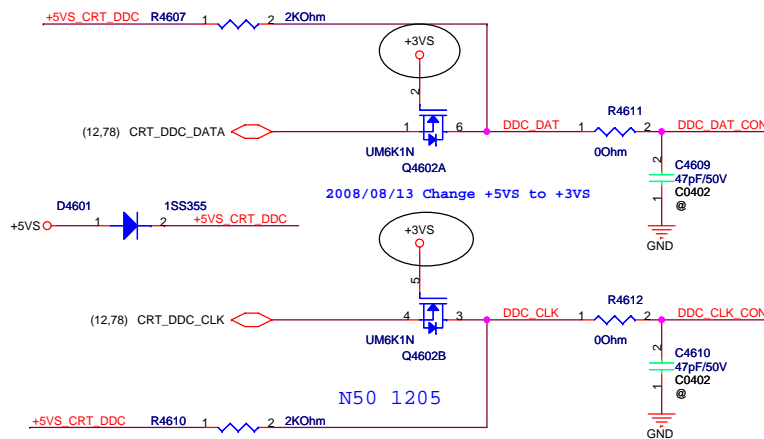 +5VS_CRT_DDC R4607 1 2 2KOhm
+3VS
2
(12,78) CRT_DDC_DATA 1 6 DDC_DAT 1 R4611 2 DDC_DAT_CON
UM6K1N
Q4602A
0Ohm
2 C4609
47pF/50V
1 C0402
@
GND
2008/08/13 Change +5VS to +3VS
D4601 1SS355
+5VS 1 2 +5VS_CRT_DDC
+3VS
5
(12,78) CRT_DDC_CLK 4 3 DDC_CLK 1 R4612 2 DDC_CLK_CON
UM6K1N
Q4602B
0Ohm
2 C4610
47pF/50V
1 C0402
@
GND
N50 1205
+5VS_CRT_DDC R4610 1 2 2KOhm